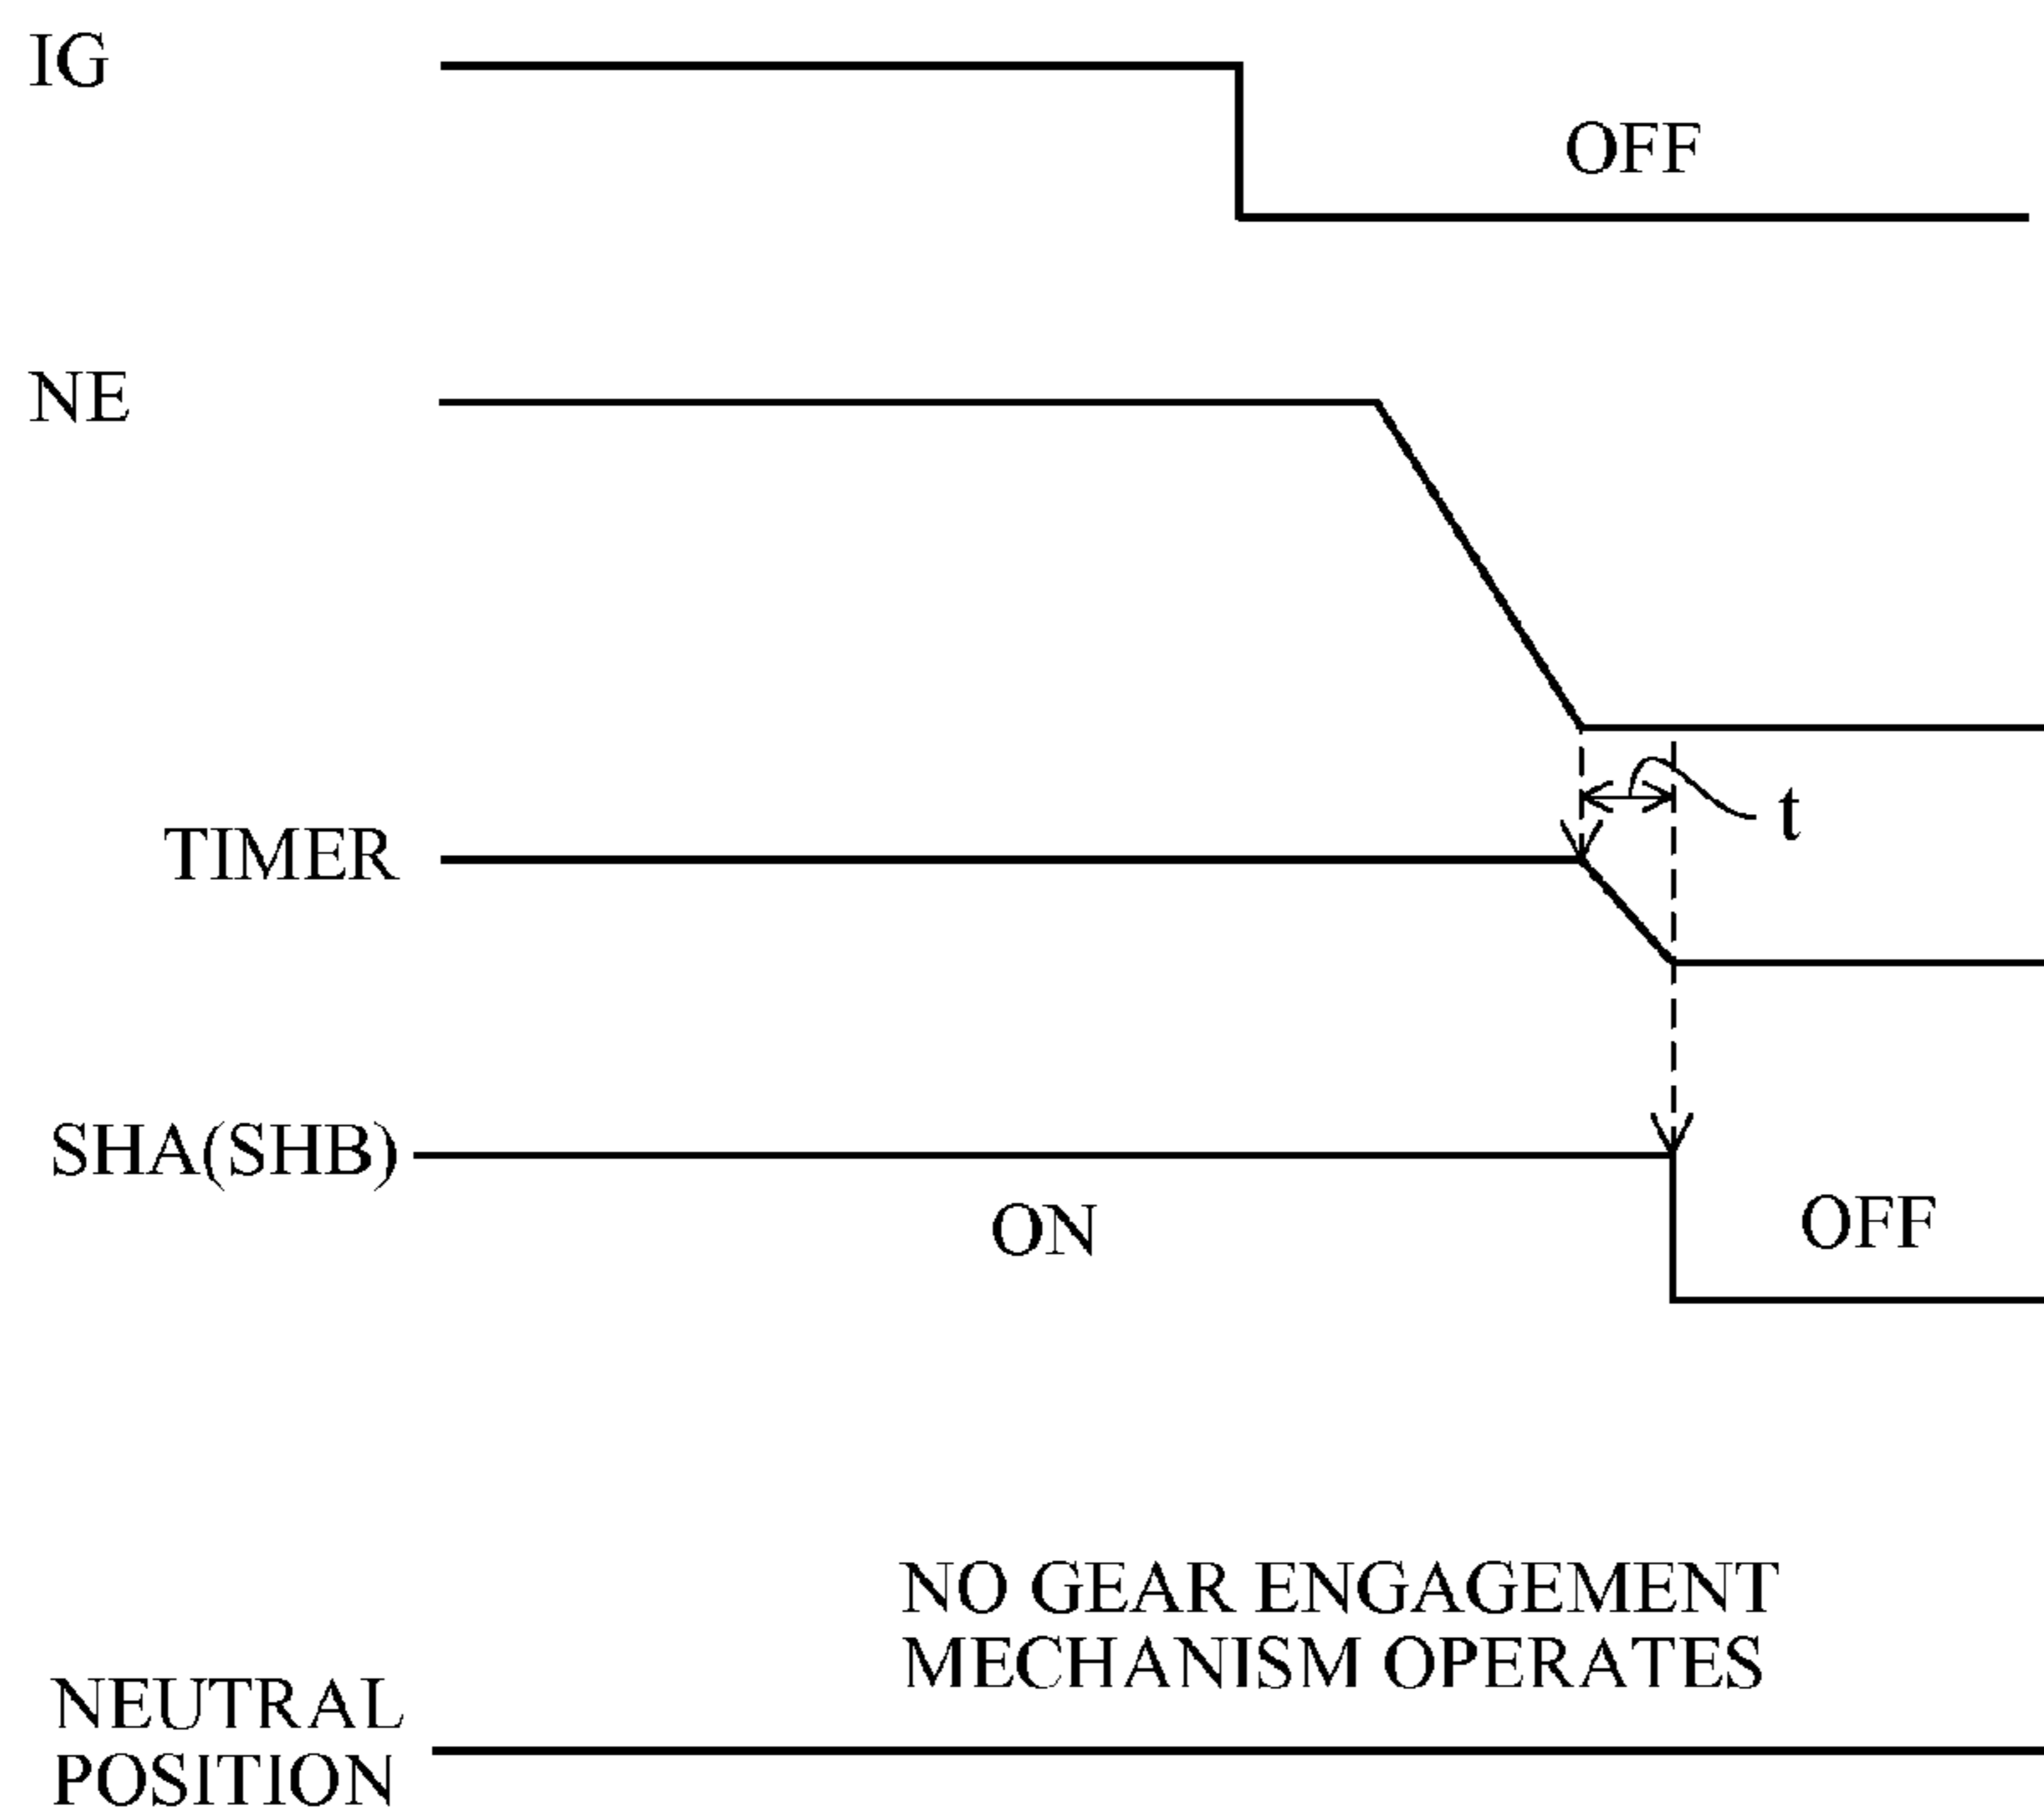 IG
OFF
NE
t
TIMER
SHA(SHB)
ON
OFF
NO GEAR ENGAGEMENT
MECHANISM OPERATES
NEUTRAL
POSITION